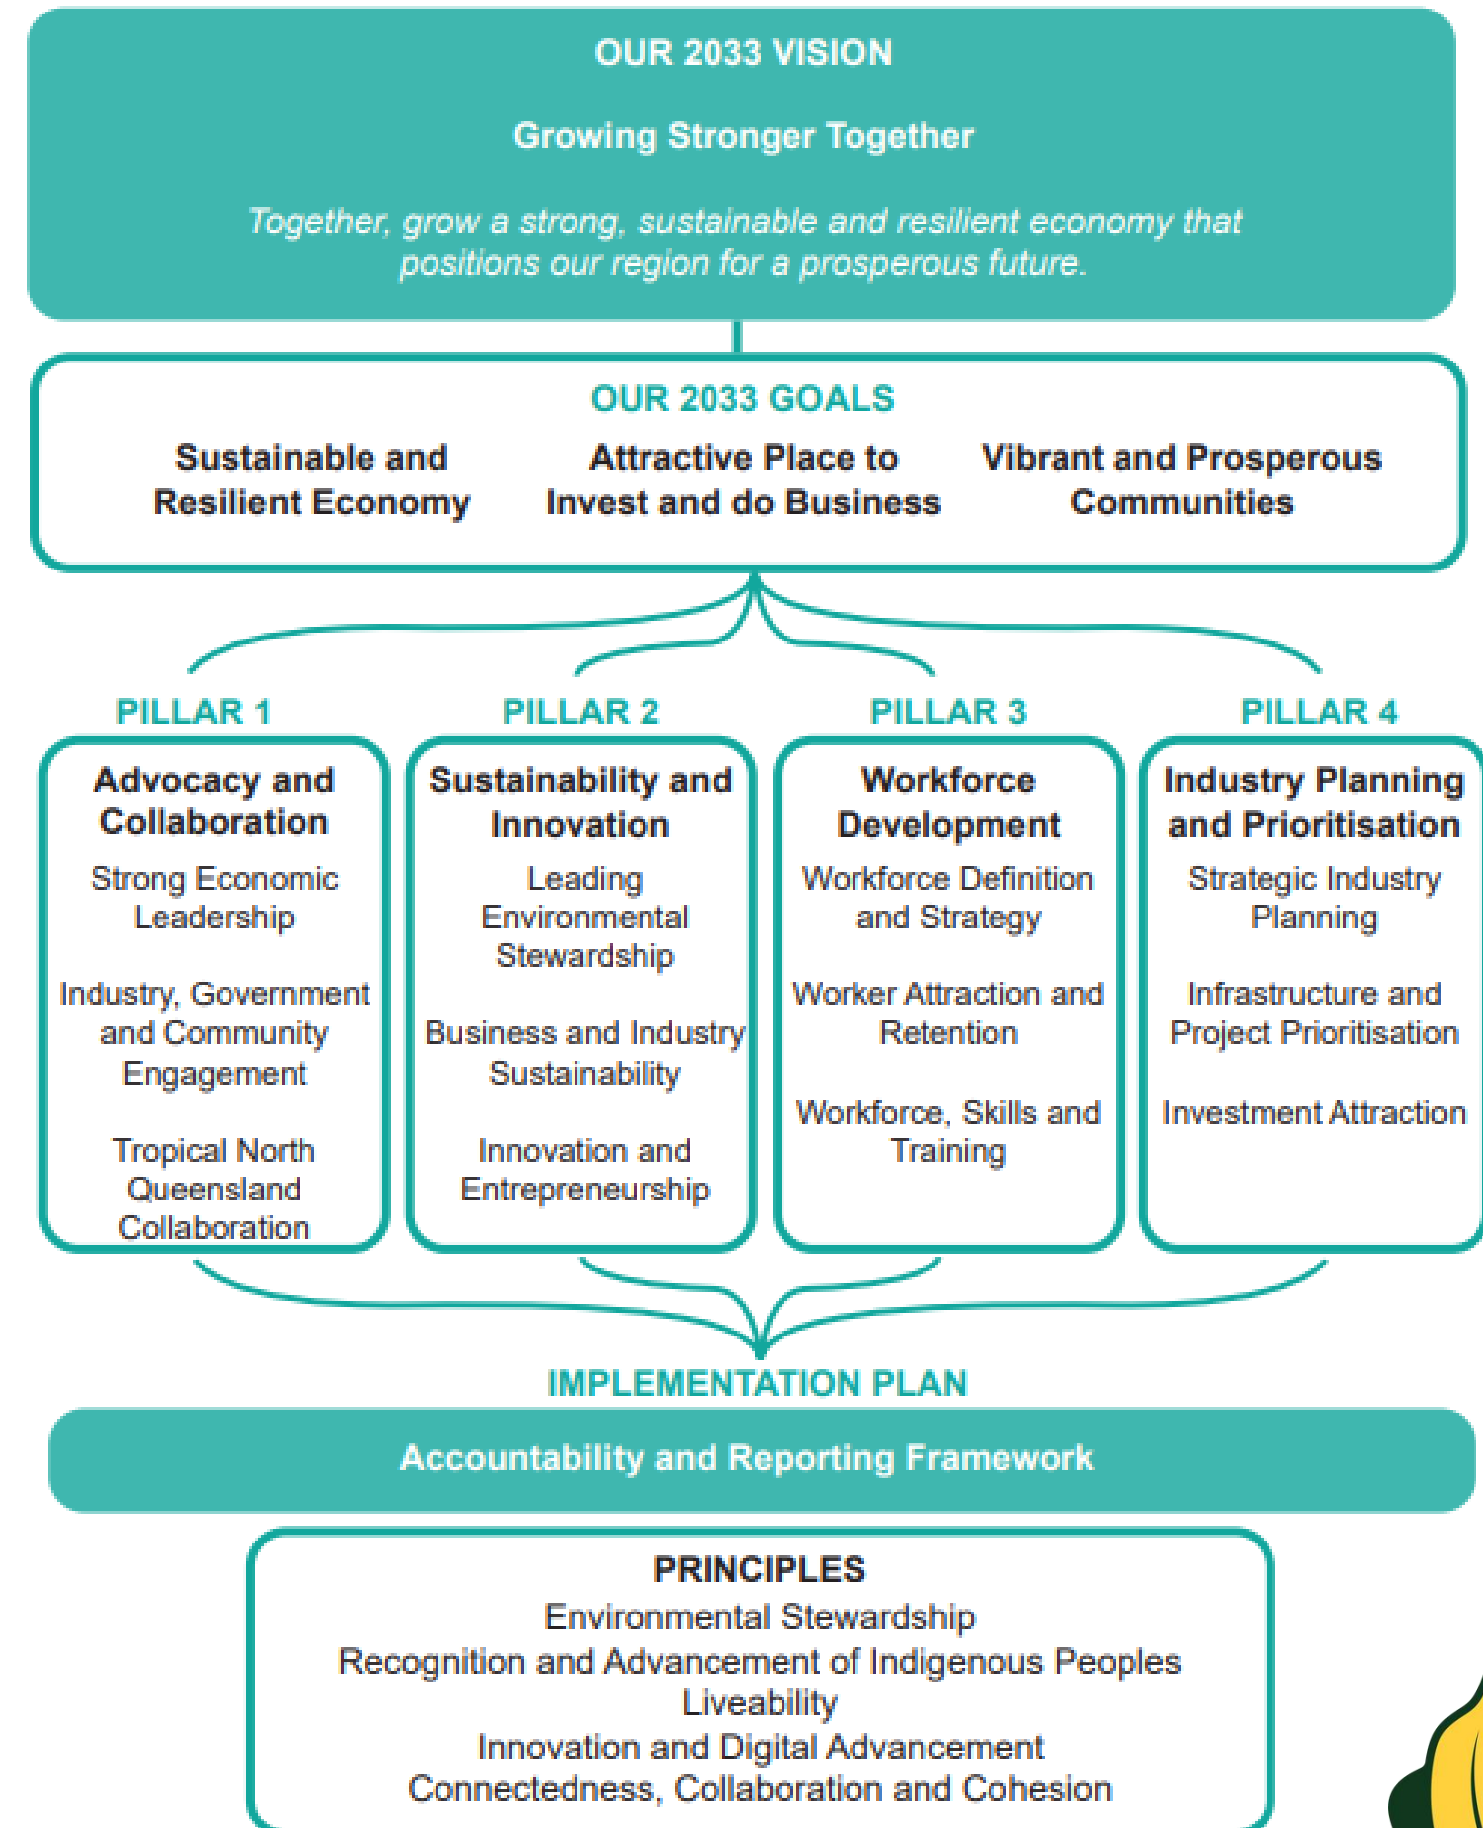 OUR 2033 VISION
Growing Stronger Together
Together, grow a strong, sustainable and resilient economy that
positions our region for a prosperous future.
OUR 2033 GOALS
Sustainable and
Resilient Economy
Attractive Place to
Invest and do Business
Vibrant and Prosperous
Communities
PILLAR 1
Advocacy and
Collaboration
Strong Economic
Leadership
Industry, Government
and Community
Engagement
Tropical North
Queensland
Collaboration
PILLAR 2
Sustainability and
Innovation
Leading
Environmental
Stewardship
Business and Industry
Sustainability
Innovation and
Entrepreneurship
PILLAR 3
Workforce
Development
Workforce Definition
and Strategy
Worker Attraction and
Retention
Workforce, Skills and
Training
PILLAR 4
Industry Planning
and Prioritisation
Strategic Industry
Planning
Infrastructure and
Project Prioritisation
Investment Attraction
IMPLEMENTATION PLAN
Accountability and Reporting Framework
PRINCIPLES
Environmental Stewardship
Recognition and Advancement of Indigenous Peoples
Liveability
Innovation and Digital Advancement
Connectedness, Collaboration and Cohesion